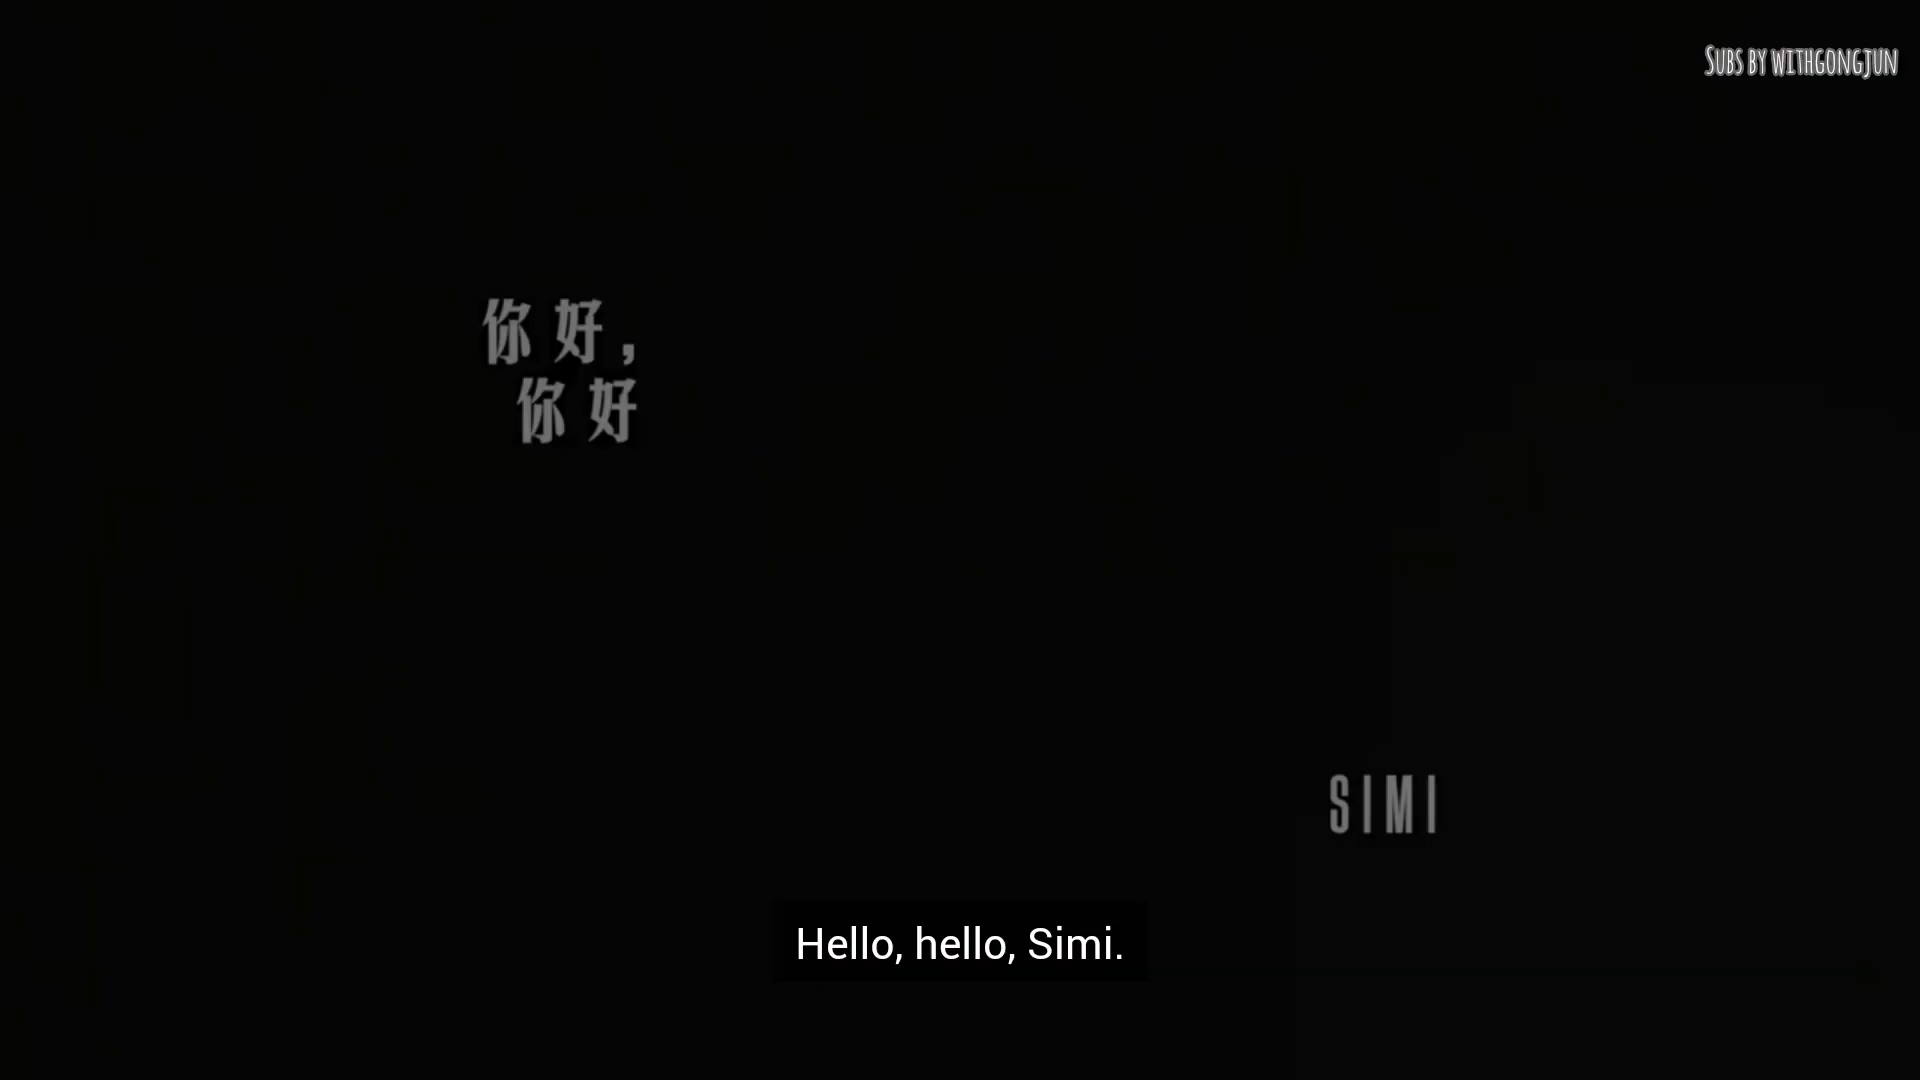 SUBS BY WITHGONGJUN
你好,
你好
SIMI
Hello, hello, Simi.